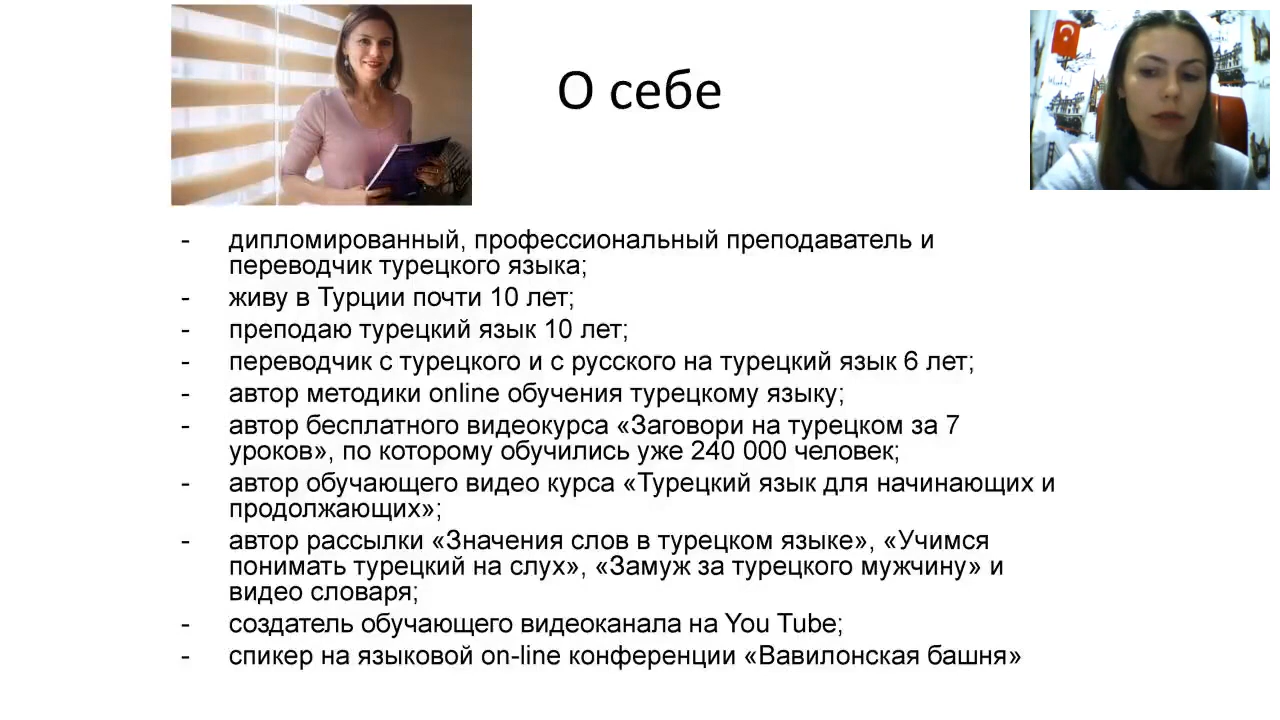 О себе
- дипломированный, профессиональный преподаватель и
переводчик турецкого языка;
- живу в Турции почти 10 лет;
- преподаю турецкий язык 10 лет;
- переводчик с турецкого и с русского на турецкий язык 6 лет;
- автор методики online обучения турецкому языку;
- автор бесплатного видеокурса «Заговори на турецком за 7
уроков», по которому обучились уже 240 000 человек;
- автор обучающего видео курса «Турецкий язык для начинающих и
продолжающих»;
- автор рассылки «Значения слов в турецком языке», «Учимся
понимать турецкий на слух», «Замуж за турецкого мужчину» и
видео словаря;
- создатель обучающего видеоканала на You Tube;
- спикер на языковой on-line конференции «Вавилонская башня»